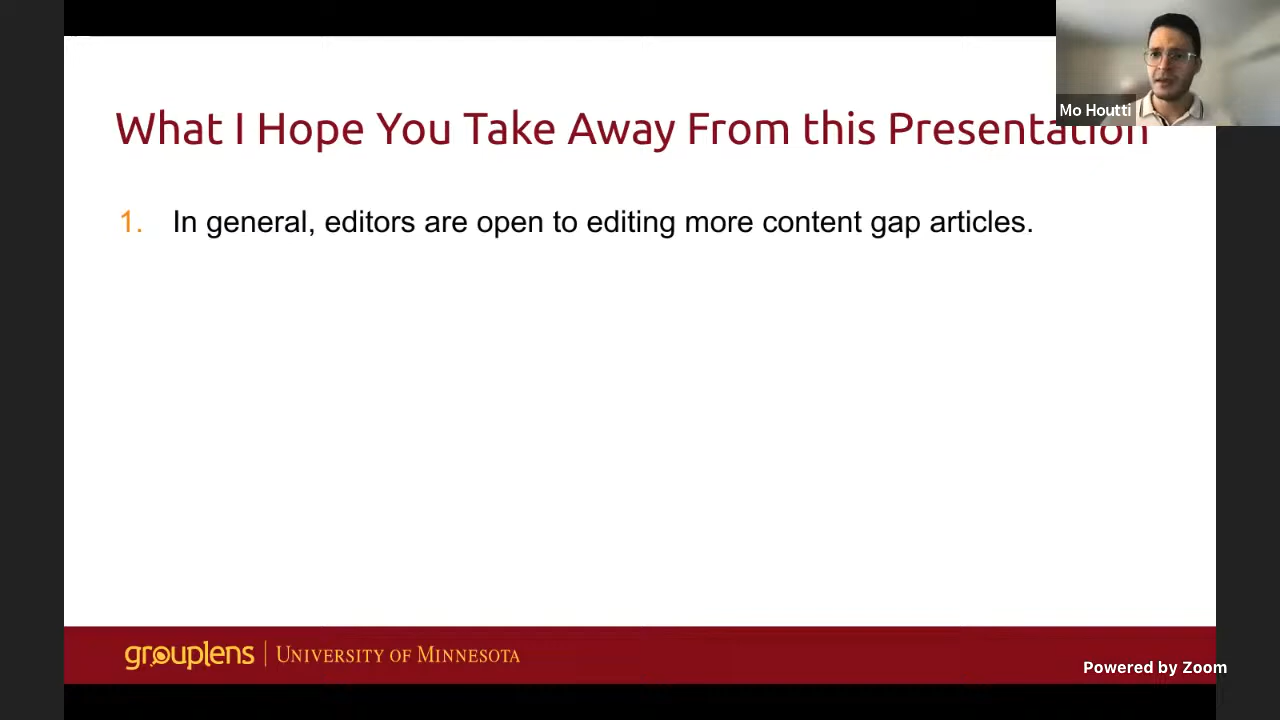 Mo Houtti
What I Hope You Take Away From this Presentation
1. In general, editors are open to editing more content gap articles.
grouplens | UNIVERSITY OF MINNESOTA
Powered by Zoom